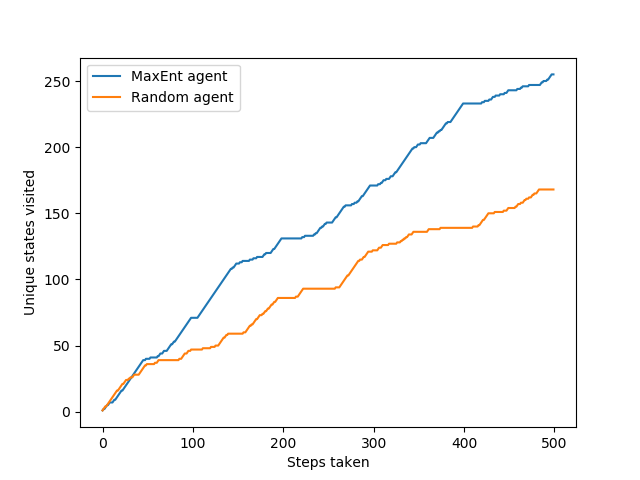 MaxEnt agent
Random agent
250
200
150
100
50
0
Unique states visited
0 100 200 300 400 500
Steps taken